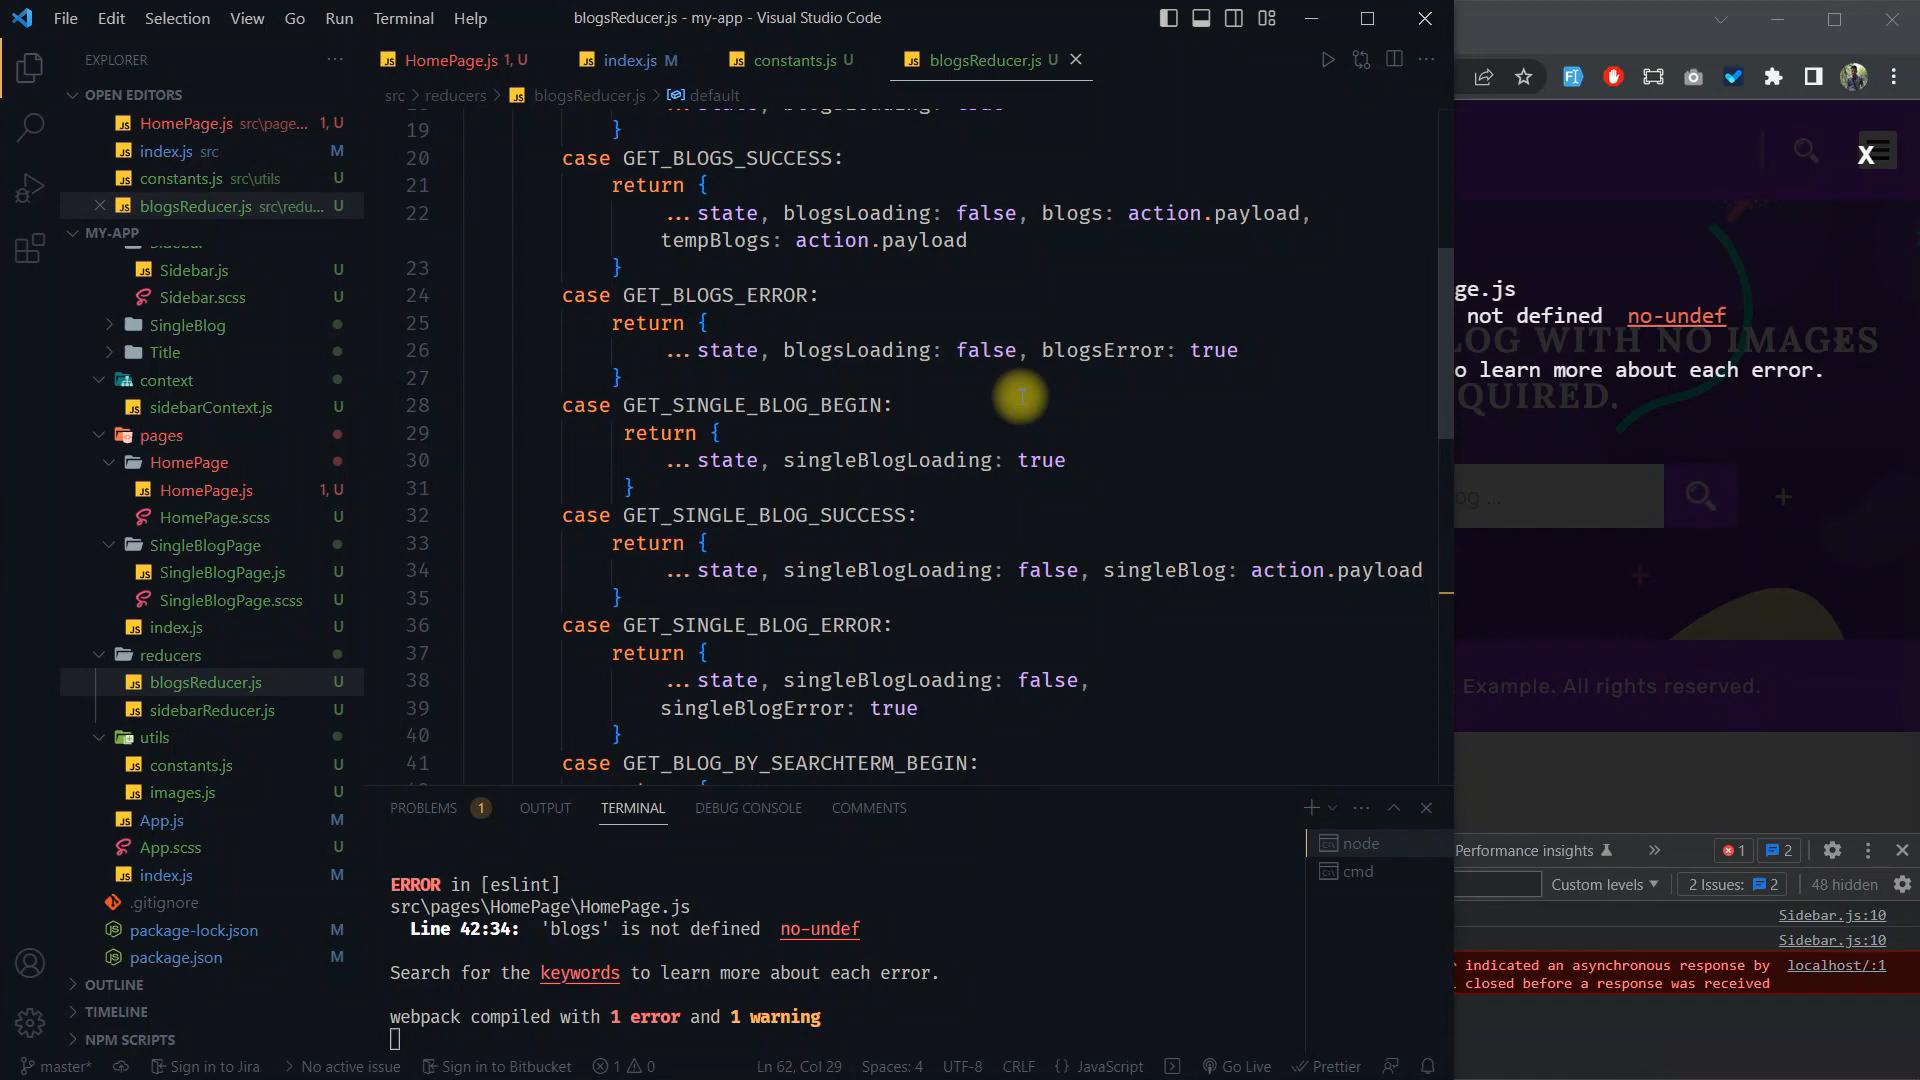 File Edit Selection View Go Run Terminal Help
blogsReducer.js - my-app - Visual Studio Code
EXPLORER
OPEN EDITORS
HomePage.js src\page... 1, U
index.js src M
constants.js src\utils U
blogsReducer.js src\redu... U
MY-APP
Sidebar
Sidebar.js U
Sidebar.scss U
SingleBlog
Title
context
sidebarContext.js U
pages
HomePage
HomePage.js 1, U
HomePage.scss U
SingleBlogPage
SingleBlogPage.js U
SingleBlogPage.scss U
index.js U
reducers
blogsReducer.js U
sidebarReducer.js U
utils
constants.js U
images.js U
App.js M
App.scss U
index.js M
.gitignore
package-lock.json M
package.json M
OUTLINE
TIMELINE
NPM SCRIPTS
HomePage.js 1, U
index.js M
constants.js U
blogsReducer.js U
src > reducers > blogsReducer.js > default
19 }
20 case GET_BLOGS_SUCCESS:
21 return {
22 ...state, blogsLoading: false, blogs: action.payload,
tempBlogs: action.payload
23 }
24 case GET_BLOGS_ERROR:
25 return {
26 ...state, blogsLoading: false, blogsError: true
27 }
28 case GET_SINGLE_BLOG_BEGIN:
29 return {
30 ...state, singleBlogLoading: true
31 }
32 case GET_SINGLE_BLOG_SUCCESS:
33 return {
34 ...state, singleBlogLoading: false, singleBlog: action.payload
35 }
36 case GET_SINGLE_BLOG_ERROR:
37 return {
38 ...state, singleBlogLoading: false,
39 singleBlogError: true
40 }
41 case GET_BLOG_BY_SEARCHTERM_BEGIN:
PROBLEMS 1 OUTPUT TERMINAL DEBUG CONSOLE COMMENTS
node
cmd
ERROR in [eslint]
src\pages\HomePage\HomePage.js
Line 42:34: 'blogs' is not defined no-undef
Search for the keywords to learn more about each error.
webpack compiled with 1 error and 1 warning
master* Sign in to Jira No active issue Sign in to Bitbucket 1 0 Ln 62, Col 29 Spaces: 4 UTF-8 CRLF {} JavaScript Go Live Prettier
X
ge.js
not defined no-undef
LOG WITH NO IMAGES
o learn more about each error.
QUIRED.
og ...
Example. All rights reserved.
Performance insights 1 2
Custom levels 2 Issues: 2 48 hidden
Sidebar.js:10
Sidebar.js:10
indicated an asynchronous response by localhost/:1
closed before a response was received